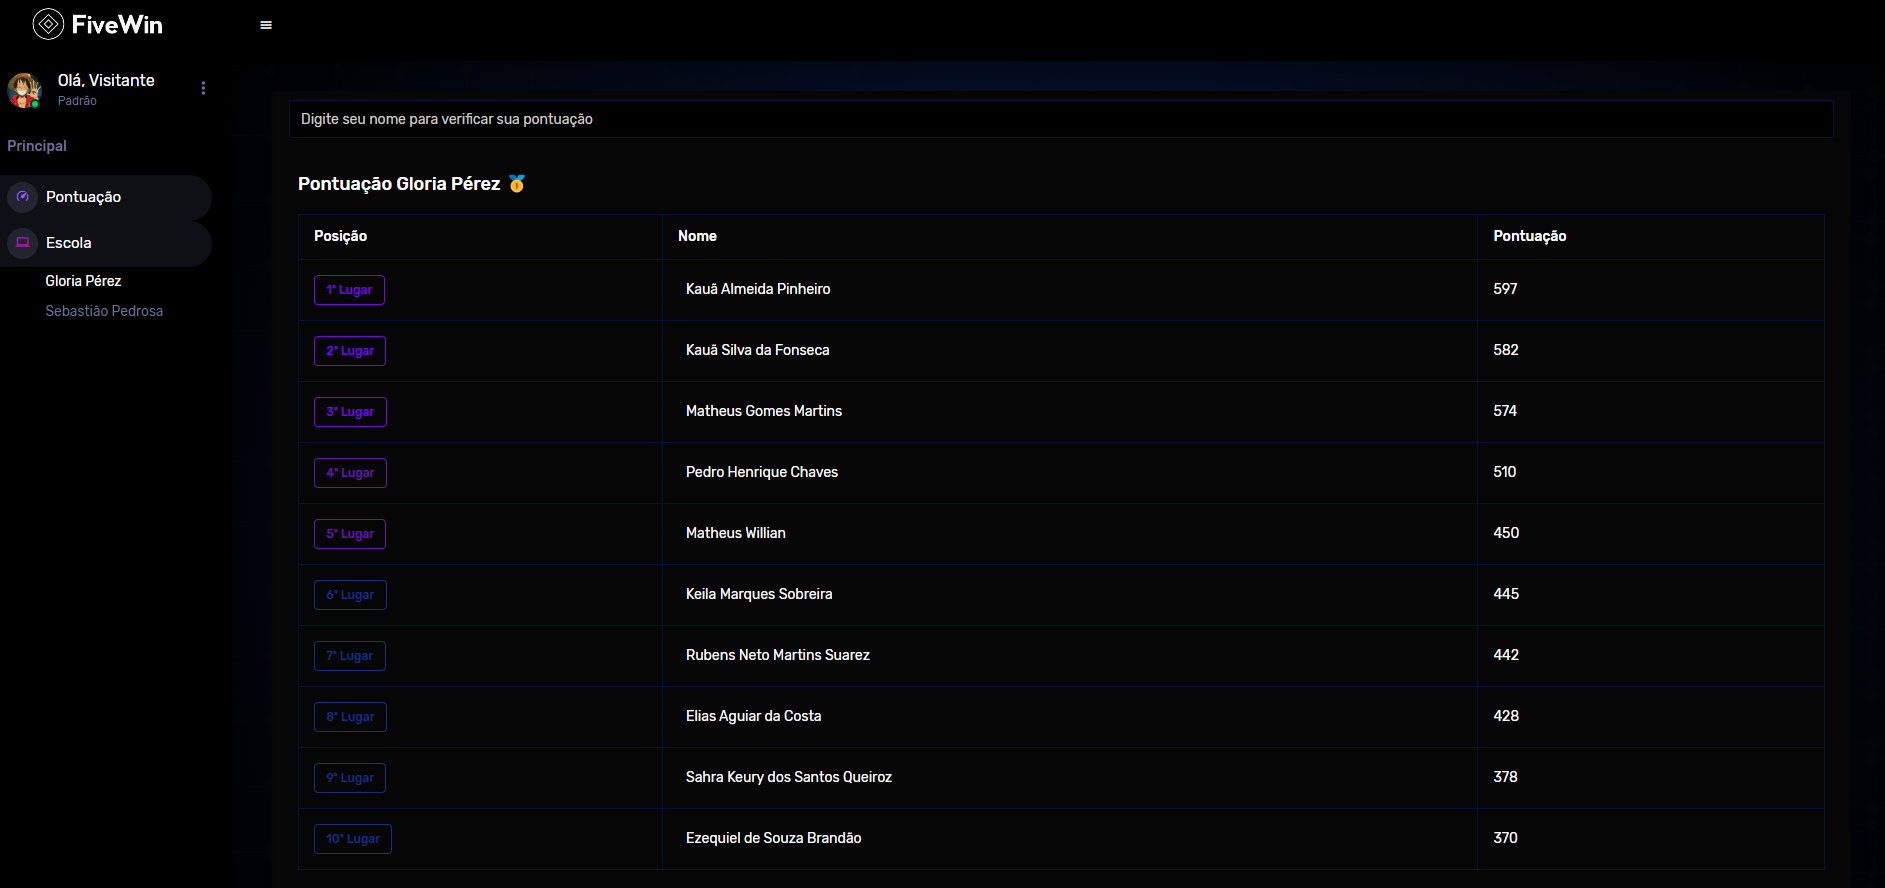 FiveWin
Olá, Visitante
Padrão
Principal
Pontuação
Escola
Gloria Pérez
Sebastião Pedrosa
Digite seu nome para verificar sua pontuação
Pontuação Gloria Pérez
Posição Nome Pontuação
1° Lugar Kauã Almeida Pinheiro 597
2° Lugar Kauã Silva da Fonseca 582
3° Lugar Matheus Gomes Martins 574
4° Lugar Pedro Henrique Chaves 510
5° Lugar Matheus Willian 450
6° Lugar Keila Marques Sobreira 445
7° Lugar Rubens Neto Martins Suarez 442
8° Lugar Elias Aguiar da Costa 428
9° Lugar Sahra Keury dos Santos Queiroz 378
10° Lugar Ezequiel de Souza Brandão 370